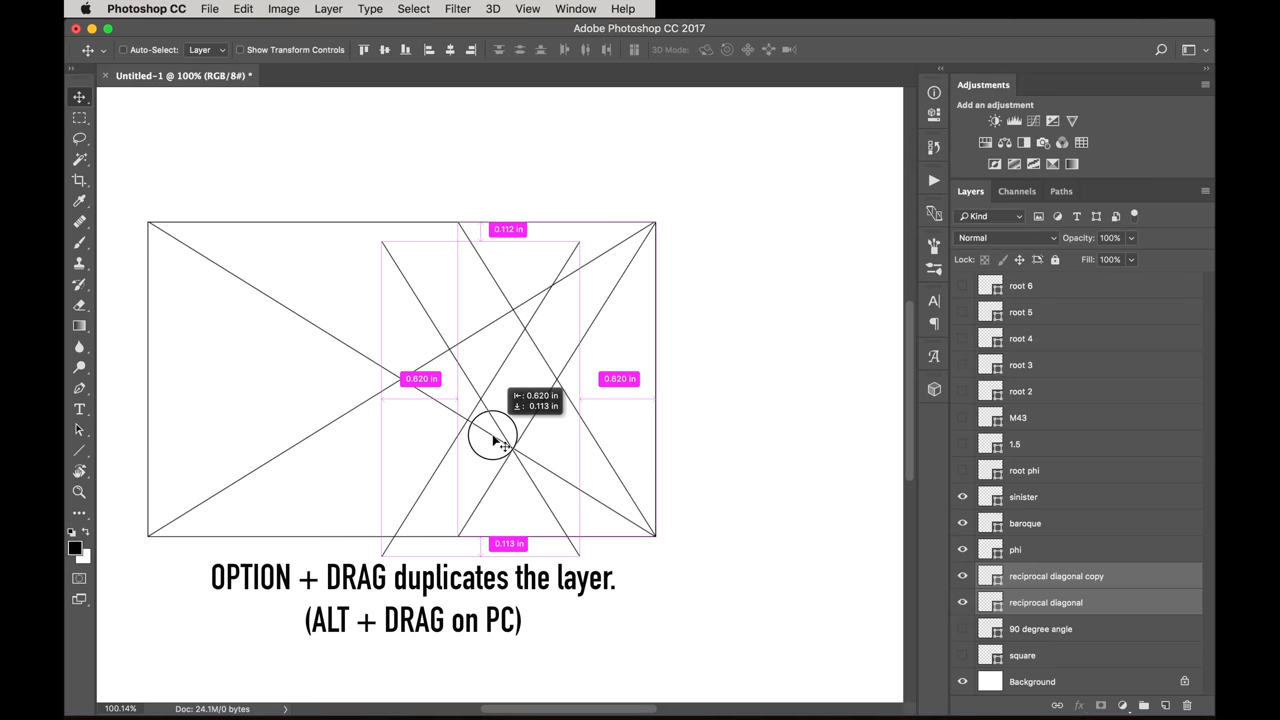 Photoshop CC File Edit Image Layer Type Select Filter 3D View Window Help
Adobe Photoshop CC 2017
Auto-Select: Layer Show Transform Controls 3D Mode:
× Untitled-1 @ 100% (RGB/8#) *
Adjustments
Add an adjustment
Layers Channels Paths
Kind
Normal Opacity: 100%
Lock: Fill: 100%
0.112 in
0.620 in
0.620 in
0.620 in
0.113 in
0.113 in
OPTION + DRAG duplicates the layer.
(ALT + DRAG on PC)
root 6
root 5
root 4
root 3
root 2
M43
1.5
root phi
sinister
baroque
phi
reciprocal diagonal copy
reciprocal diagonal
90 degree angle
square
Background
100.14% Doc: 24.1M/0 bytes